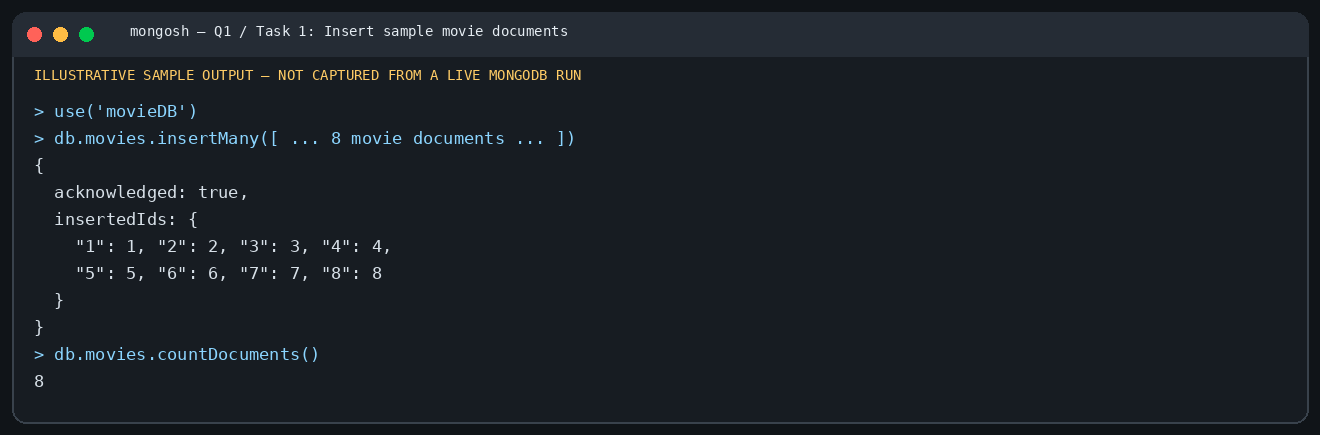 mongosh — Q1 / Task 1: Insert sample movie documents
ILLUSTRATIVE SAMPLE OUTPUT — NOT CAPTURED FROM A LIVE MONGODB RUN
> use('movieDB')
> db.movies.insertMany([ ... 8 movie documents ... ])
{
  acknowledged: true,
  insertedIds: {
    "1": 1, "2": 2, "3": 3, "4": 4,
    "5": 5, "6": 6, "7": 7, "8": 8
  }
}
> db.movies.countDocuments()
8